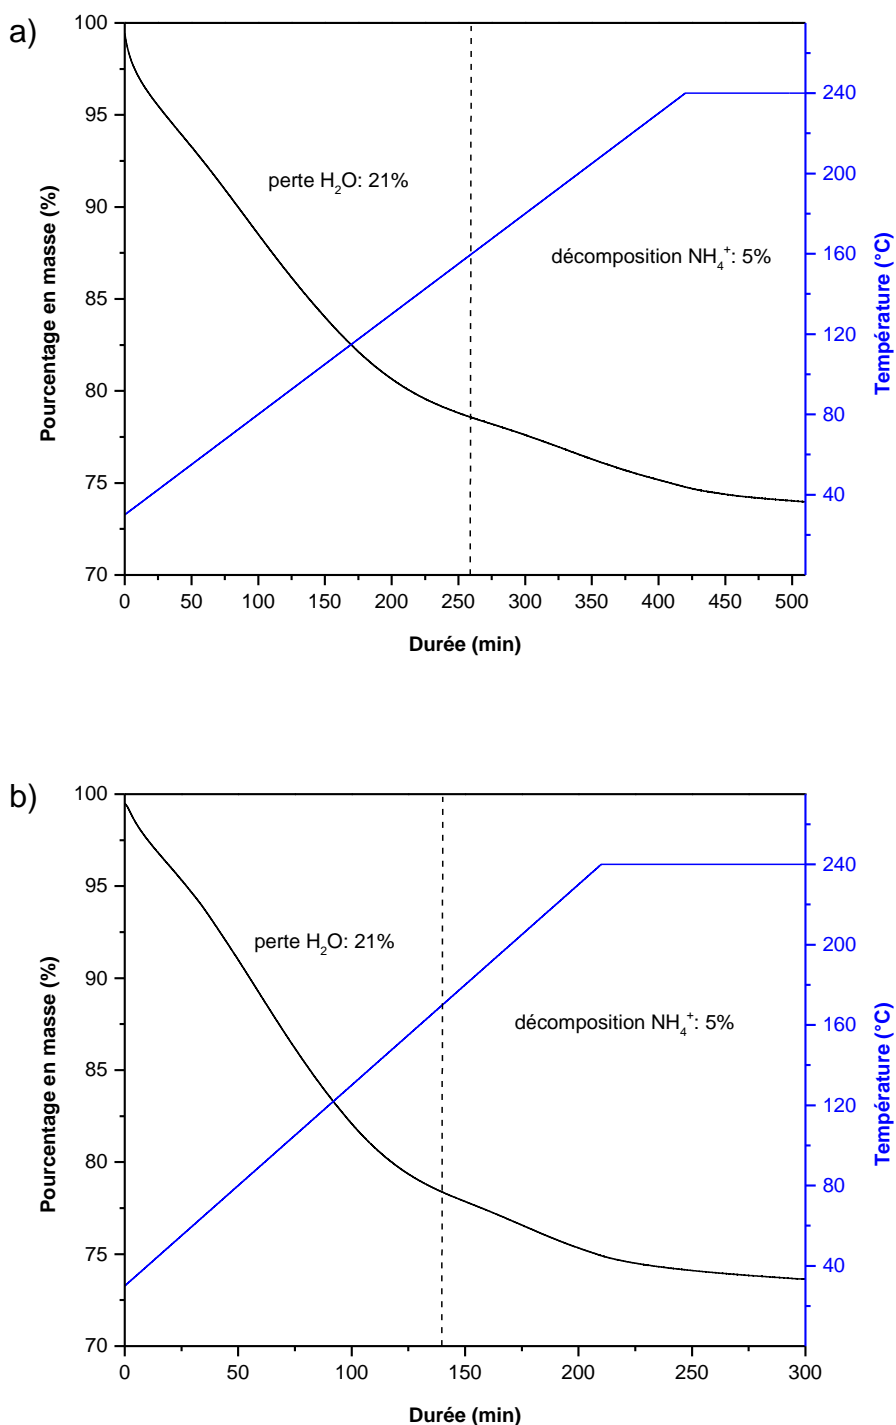 a)
100
95
90
85
80
75
70
Pourcentage en masse (%)
perte H₂O: 21%
décomposition NH₄⁺: 5%
240
200
160
120
80
40
Température (°C)
0 50 100 150 200 250 300 350 400 450 500
Durée (min)
b)
100
95
90
85
80
75
70
Pourcentage en masse (%)
perte H₂O: 21%
décomposition NH₄⁺: 5%
240
200
160
120
80
40
Température (°C)
0 50 100 150 200 250 300
Durée (min)